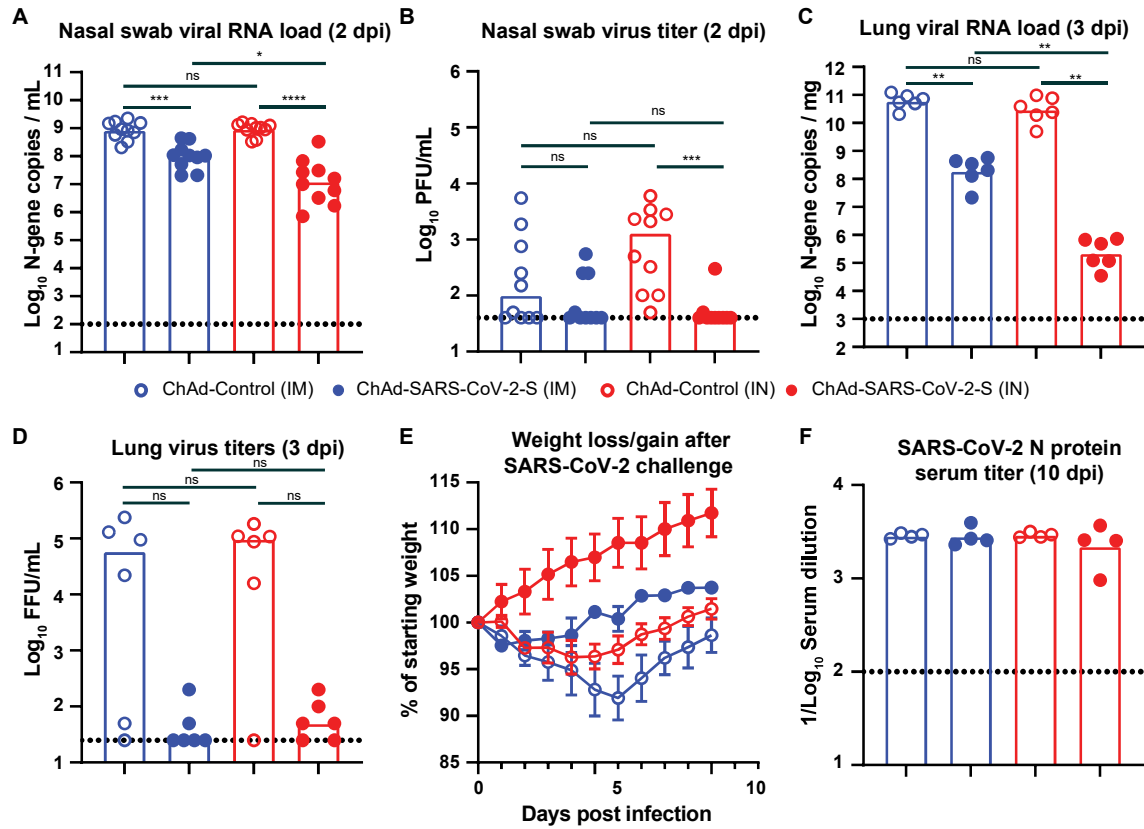 A
Nasal swab viral RNA load (2 dpi)
Log10 N-gene copies / mL
11
10
9
8
7
6
5
4
3
2
1
*
ns
***
****
B
Nasal swab virus titer (2 dpi)
Log10 PFU/mL
6
5
4
3
2
1
ns
ns
ns
***
C
Lung viral RNA load (3 dpi)
Log10 N-gene copies / mg
12
11
10
9
8
7
6
5
4
3
2
**
ns
**
**
ChAd-Control (IM)
ChAd-SARS-CoV-2-S (IM)
ChAd-Control (IN)
ChAd-SARS-CoV-2-S (IN)
D
Lung virus titers (3 dpi)
Log10 FFU/mL
6
5
4
3
2
1
ns
ns
ns
ns
E
Weight loss/gain after
SARS-CoV-2 challenge
% of starting weight
115
110
105
100
95
90
85
0
5
10
Days post infection
F
SARS-CoV-2 N protein
serum titer (10 dpi)
1/Log10 Serum dilution
4
3
2
1